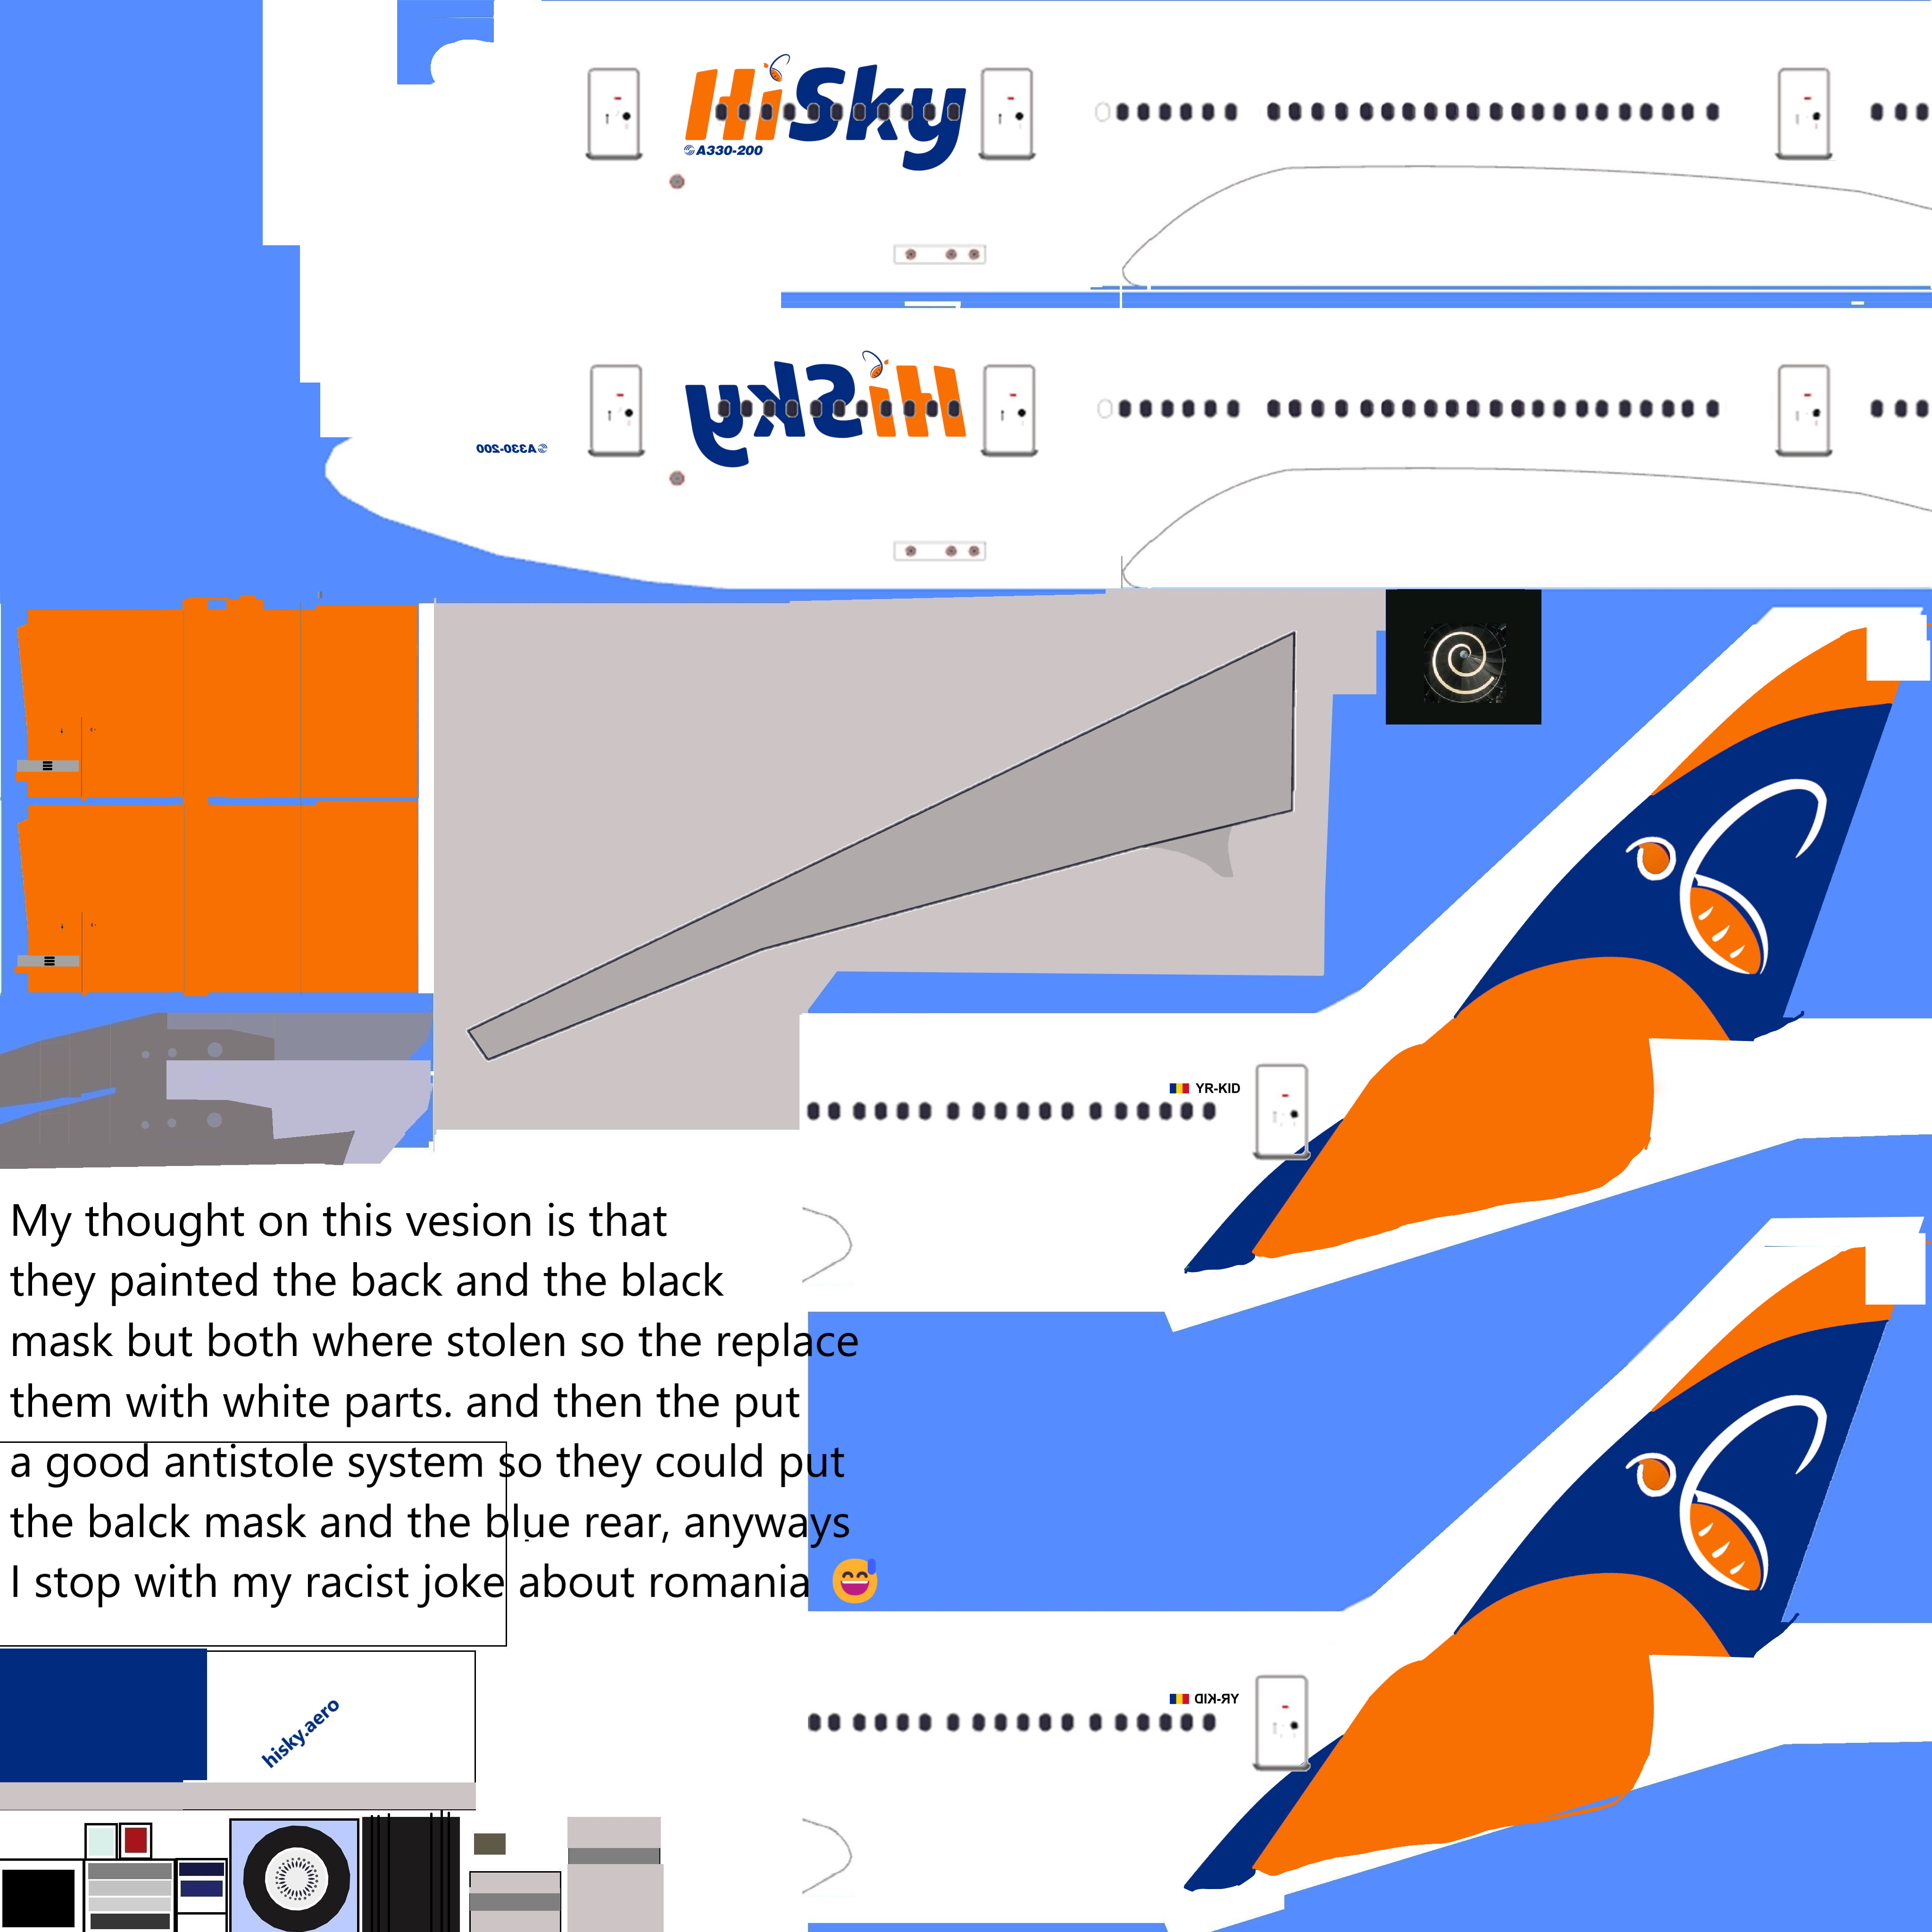 HiSky
A330-200
HiSky
A330-200
YR-KID
My thought on this vesion is that
they painted the back and the black
mask but both where stolen so the replace
them with white parts. and then the put
a good antistole system so they could put
the balck mask and the blue rear, anyways
I stop with my racist joke about romania 😅
hisky.aero
YR-KID